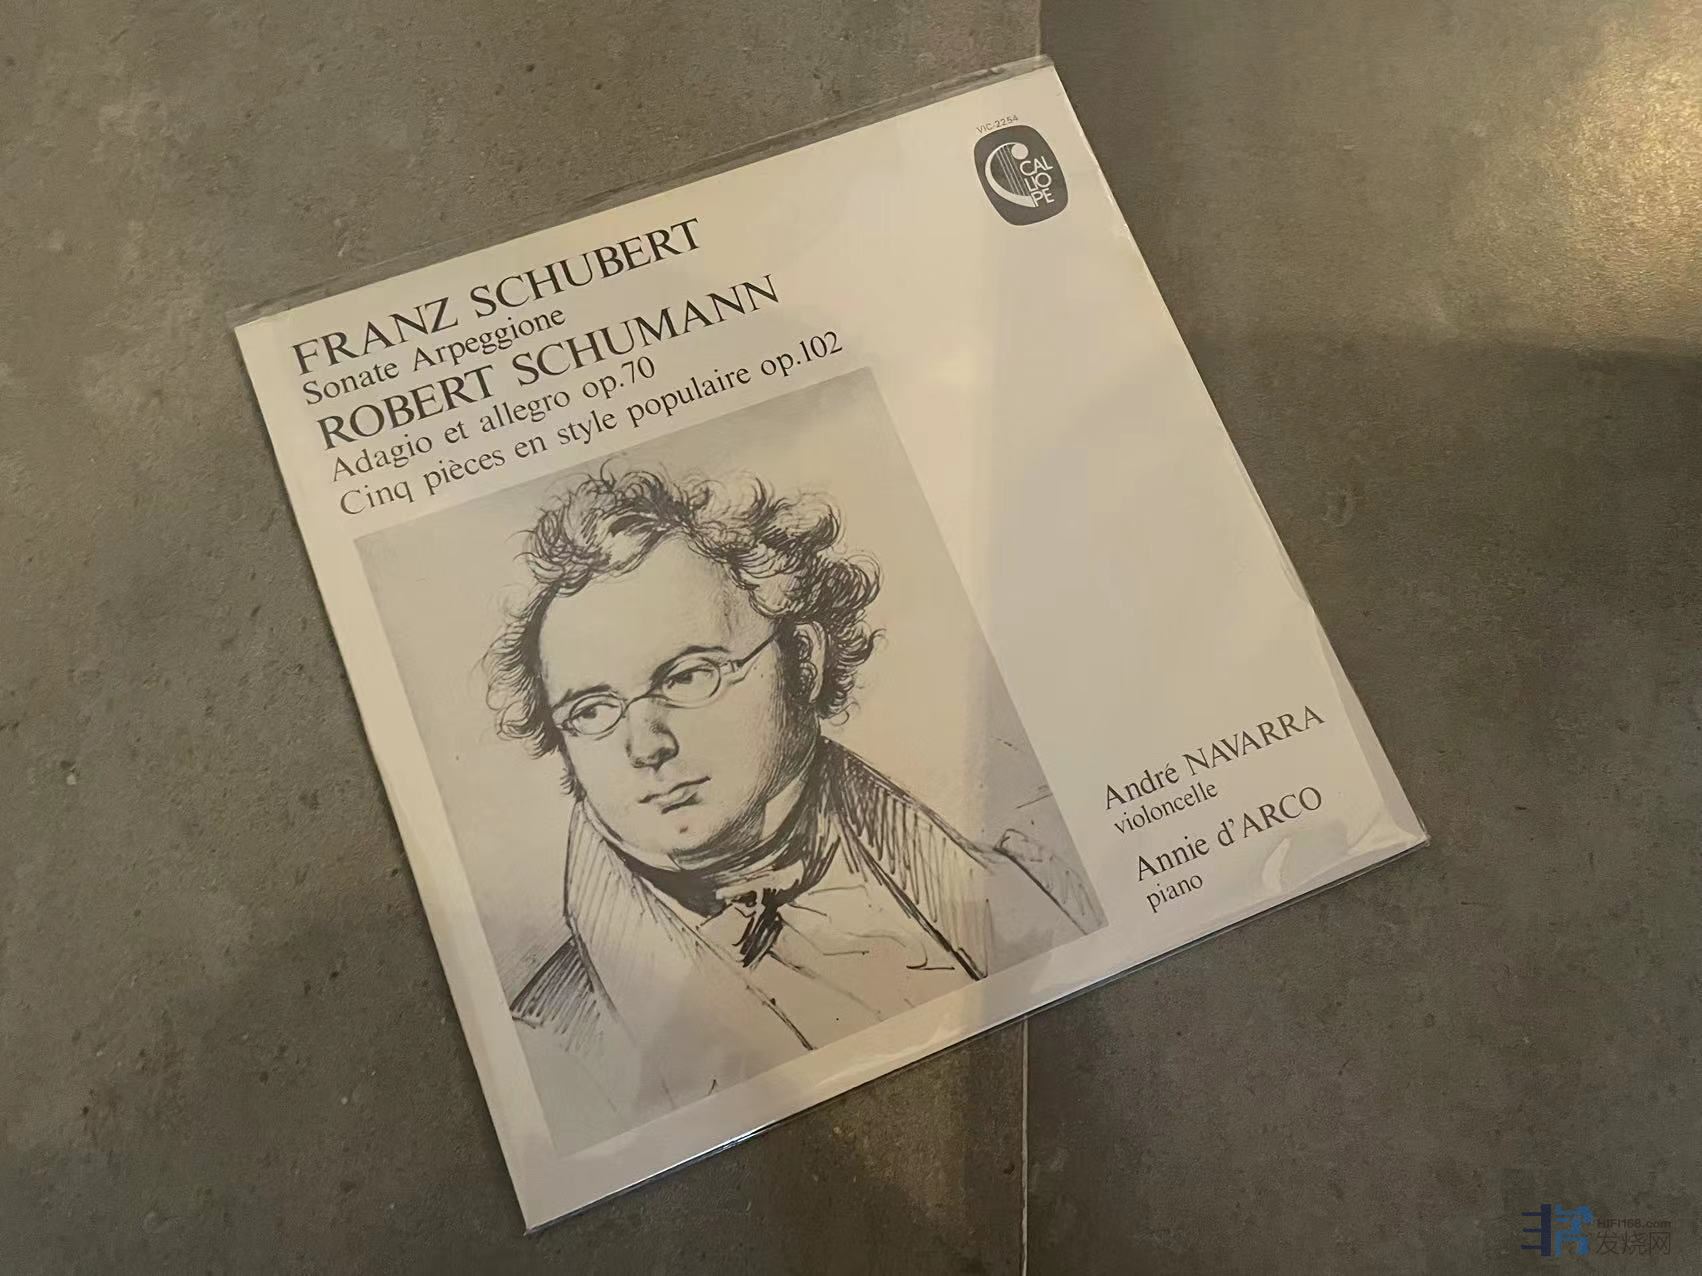 VIC-2254
CAL
LIO
PE
FRANZ SCHUBERT
Sonate Arpeggione
ROBERT SCHUMANN
Adagio et allegro op.70
Cinq pièces en style populaire op.102
André NAVARRA
violoncelle
Annie d'ARCO
piano
HIFI168.com
发烧网